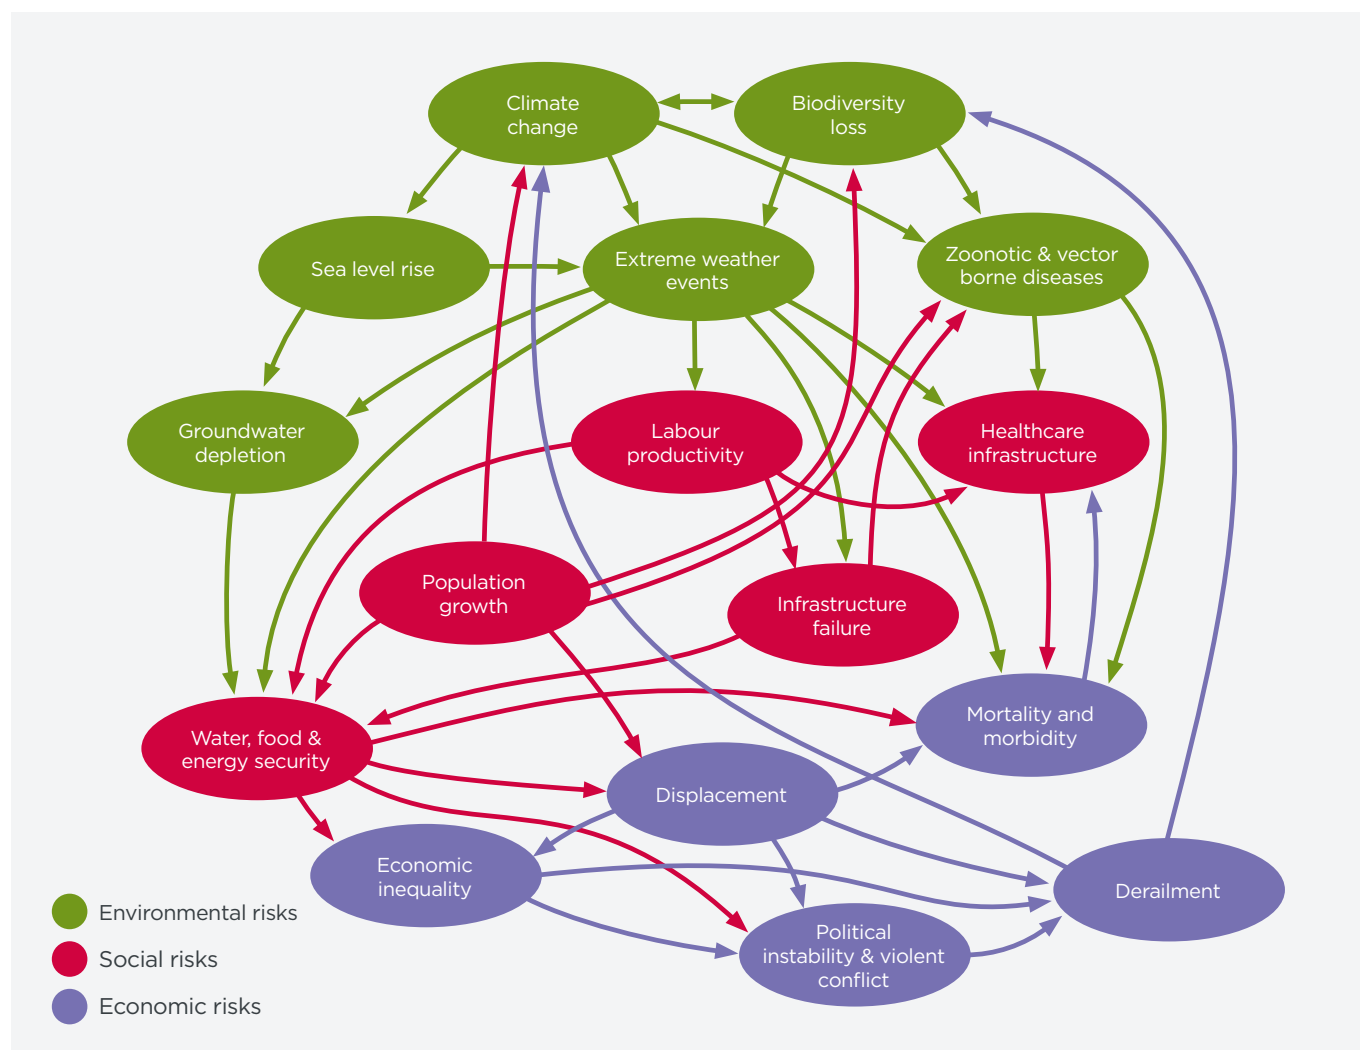 Climate
change
Biodiversity
loss
Sea level rise
Extreme weather
events
Zoonotic & vector
borne diseases
Groundwater
depletion
Labour
productivity
Healthcare
infrastructure
Population
growth
Infrastructure
failure
Water, food &
energy security
Mortality and
morbidity
Displacement
Economic
inequality
Derailment
Political
instability & violent
conflict
Environmental risks
Social risks
Economic risks